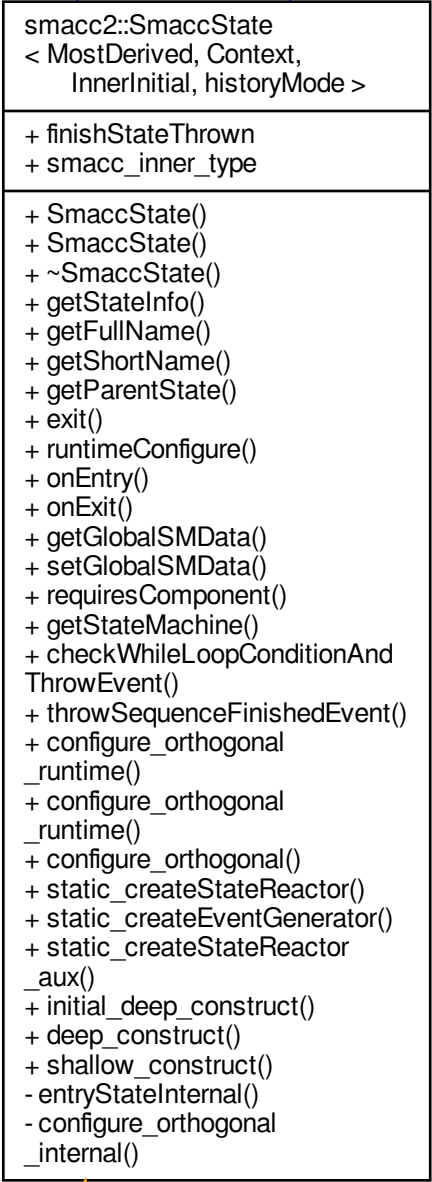 smacc2::SmaccState
< MostDerived, Context,
InnerInitial, historyMode >
+ finishStateThrown
+ smacc_inner_type
+ SmaccState()
+ SmaccState()
+ ~SmaccState()
+ getStateInfo()
+ getFullName()
+ getShortName()
+ getParentState()
+ exit()
+ runtimeConfigure()
+ onEntry()
+ onExit()
+ getGlobalSMData()
+ setGlobalSMData()
+ requiresComponent()
+ getStateMachine()
+ checkWhileLoopConditionAnd
ThrowEvent()
+ throwSequenceFinishedEvent()
+ configure_orthogonal
_runtime()
+ configure_orthogonal
_runtime()
+ configure_orthogonal()
+ static_createStateReactor()
+ static_createEventGenerator()
+ static_createStateReactor
_aux()
+ initial_deep_construct()
+ deep_construct()
+ shallow_construct()
- entryStateInternal()
- configure_orthogonal
_internal()